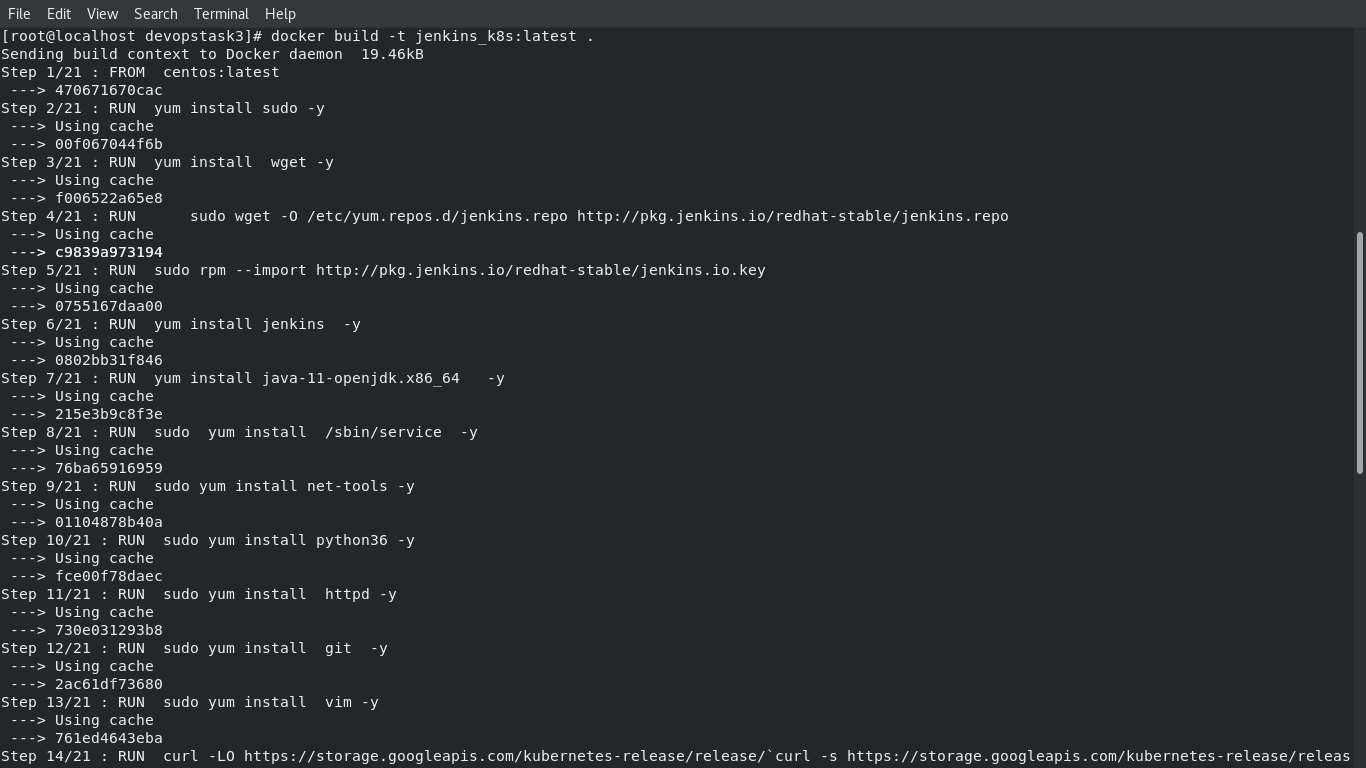 File Edit View Search Terminal Help
[root@localhost devopstask3]# docker build -t jenkins_k8s:latest .
Sending build context to Docker daemon  19.46kB
Step 1/21 : FROM  centos:latest
 ---> 470671670cac
Step 2/21 : RUN  yum install sudo -y
 ---> Using cache
 ---> 00f067044f6b
Step 3/21 : RUN  yum install  wget -y
 ---> Using cache
 ---> f006522a65e8
Step 4/21 : RUN      sudo wget -O /etc/yum.repos.d/jenkins.repo http://pkg.jenkins.io/redhat-stable/jenkins.repo
 ---> Using cache
 ---> c9839a973194
Step 5/21 : RUN  sudo rpm --import http://pkg.jenkins.io/redhat-stable/jenkins.io.key
 ---> Using cache
 ---> 0755167daa00
Step 6/21 : RUN  yum install jenkins  -y
 ---> Using cache
 ---> 0802bb31f846
Step 7/21 : RUN  yum install java-11-openjdk.x86_64   -y
 ---> Using cache
 ---> 215e3b9c8f3e
Step 8/21 : RUN  sudo  yum install  /sbin/service  -y
 ---> Using cache
 ---> 76ba65916959
Step 9/21 : RUN  sudo yum install net-tools -y
 ---> Using cache
 ---> 01104878b40a
Step 10/21 : RUN  sudo yum install python36 -y
 ---> Using cache
 ---> fce00f78daec
Step 11/21 : RUN  sudo yum install  httpd -y
 ---> Using cache
 ---> 730e031293b8
Step 12/21 : RUN  sudo yum install  git  -y
 ---> Using cache
 ---> 2ac61df73680
Step 13/21 : RUN  sudo yum install  vim -y
 ---> Using cache
 ---> 761ed4643eba
Step 14/21 : RUN  curl -LO https://storage.googleapis.com/kubernetes-release/release/`curl -s https://storage.googleapis.com/kubernetes-release/releas